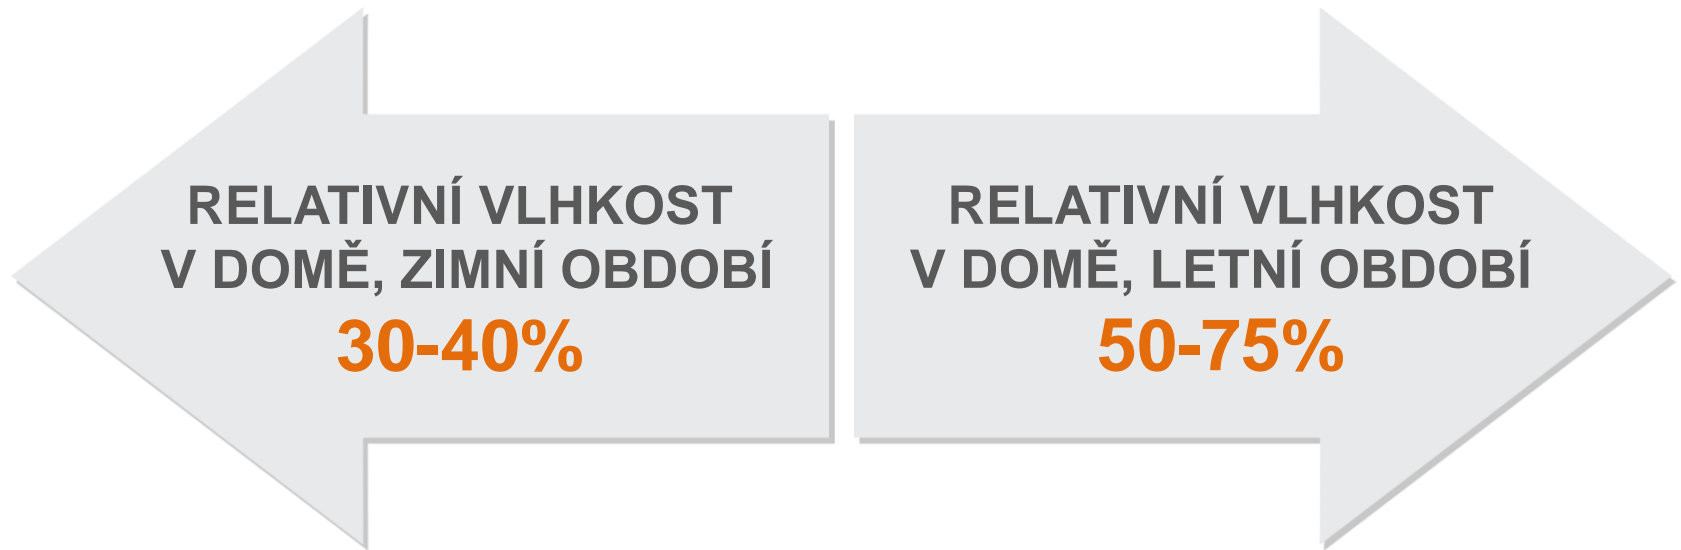 RELATIVNÍ VLHKOST
V DOMĚ, ZIMNÍ OBDOBÍ
30-40%
RELATIVNÍ VLHKOST
V DOMĚ, LETNÍ OBDOBÍ
50-75%